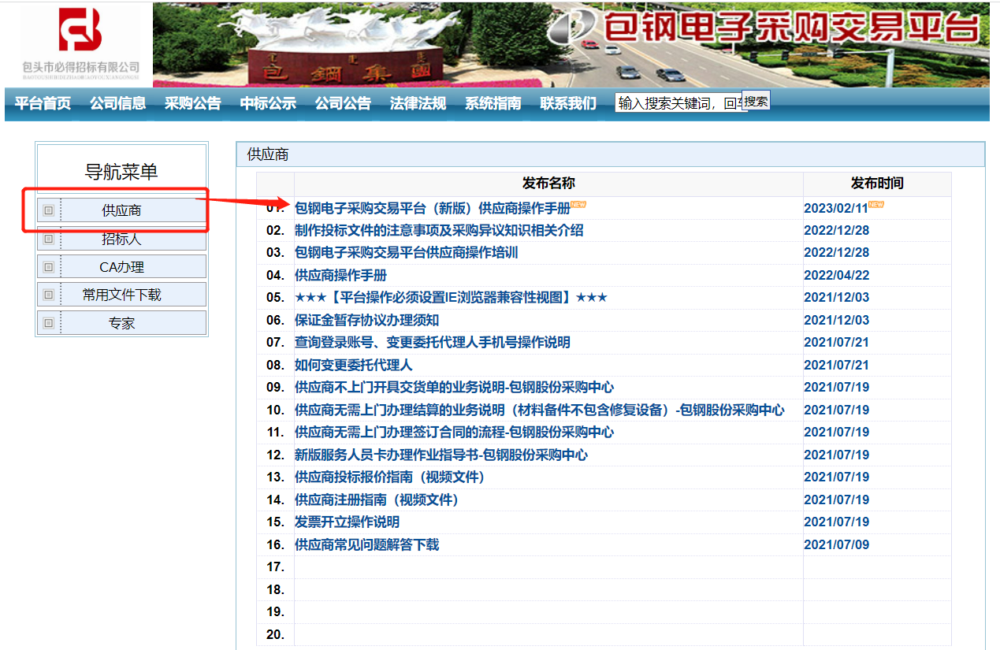 包头市必得招标有限公司
BAOTOUSHIBIDEZHAOBIAOYOUXIANGONGSI
包鋼集團
包钢电子采购交易平台
平台首页 公司信息 采购公告 中标公示 公司公告 法律法规 系统指南 联系我们 输入搜索关键词，回车 搜索
导航菜单
供应商
招标人
CA办理
常用文件下载
专家
供应商
发布名称 发布时间
01. 包钢电子采购交易平台（新版）供应商操作手册NEW 2023/02/11NEW
02. 制作投标文件的注意事项及采购异议知识相关介绍 2022/12/28
03. 包钢电子采购交易平台供应商操作培训 2022/12/28
04. 供应商操作手册 2022/04/22
05. ★★★【平台操作必须设置IE浏览器兼容性视图】★★★ 2021/12/03
06. 保证金暂存协议办理须知 2021/12/03
07. 查询登录账号、变更委托代理人手机号操作说明 2021/07/21
08. 如何变更委托代理人 2021/07/21
09. 供应商不上门开具交货单的业务说明-包钢股份采购中心 2021/07/19
10. 供应商无需上门办理结算的业务说明（材料备件不包含修复设备）-包钢股份采购中心 2021/07/19
11. 供应商无需上门办理签订合同的流程-包钢股份采购中心 2021/07/19
12. 新版服务人员卡办理作业指导书-包钢股份采购中心 2021/07/19
13. 供应商投标报价指南（视频文件） 2021/07/19
14. 供应商注册指南（视频文件） 2021/07/19
15. 发票开立操作说明 2021/07/19
16. 供应商常见问题解答下载 2021/07/09
17.
18.
19.
20.